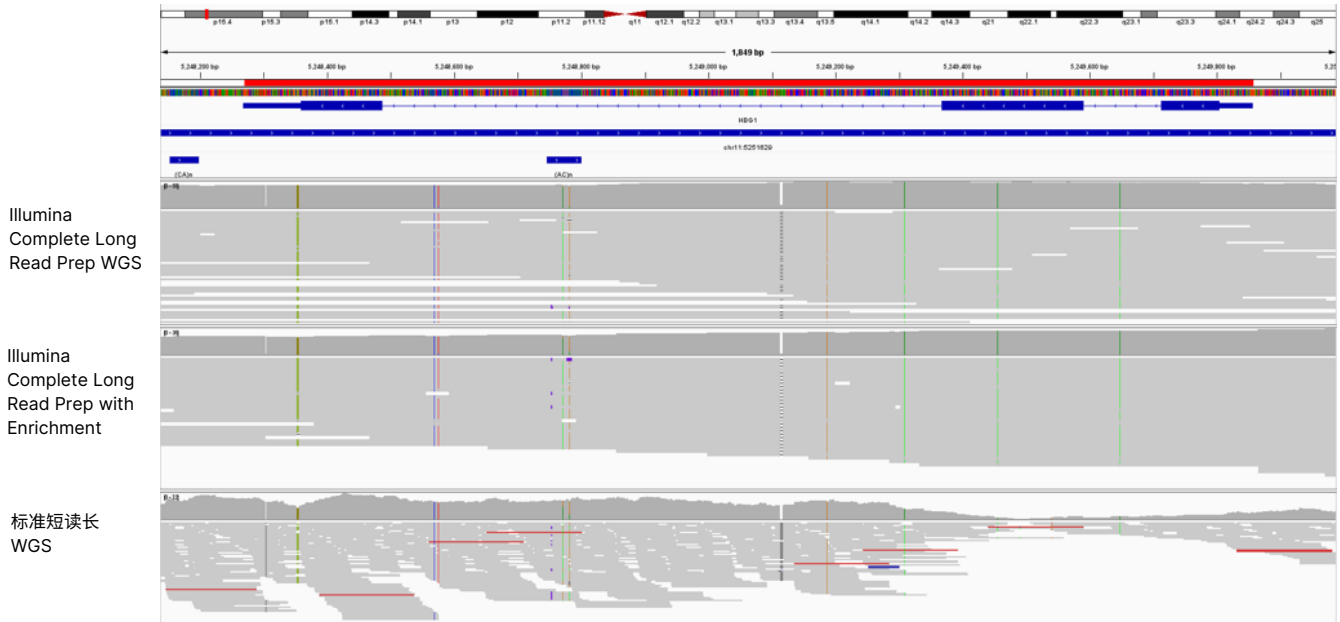 p15.4 p15.3 p15.1 p14.3 p14.1 p13 p12 p11.2 p11.12 q11 q12.1 q12.2 q13.1 q13.3 q13.4 q13.5 q14.1 q14.2 q14.3 q21 q22.1 q22.3 q23.1 q23.3 q24.1 q24.2 q24.3 q25
1,849 bp
5,248,200 bp 5,248,400 bp 5,248,600 bp 5,248,800 bp 5,249,000 bp 5,249,200 bp 5,249,400 bp 5,249,600 bp 5,249,800 bp
HBG1
chr11:5251829
(CA)n (AC)n
Illumina
Complete Long
Read Prep WGS
Illumina
Complete Long
Read Prep with
Enrichment
标准短读长
WGS